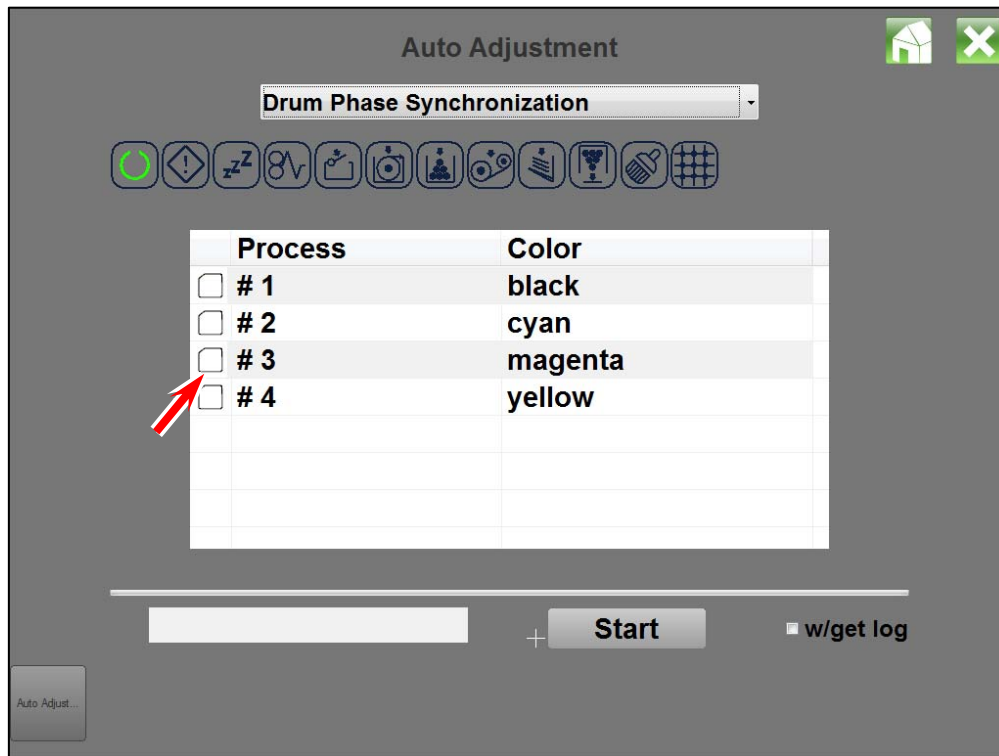 Auto Adjustment
Drum Phase Synchronization
zzZ
Process Color
# 1 black
# 2 cyan
# 3 magenta
# 4 yellow
Start w/get log
Auto Adjust...